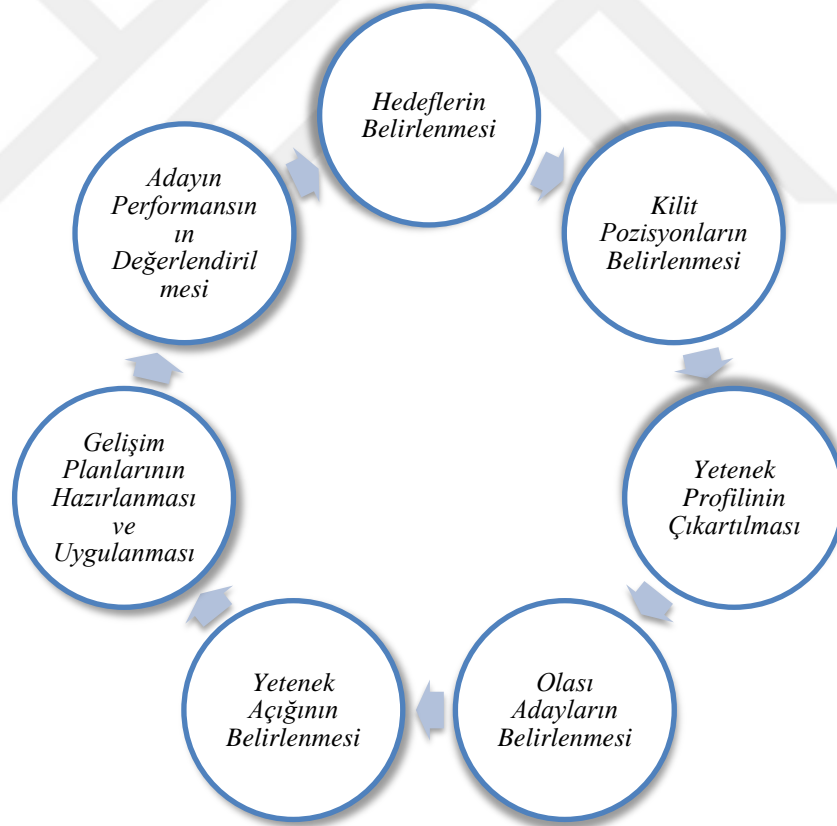 Hedeflerin
Belirlenmesi
Kilit
Pozisyonların
Belirlenmesi
Yetenek
Profilinin
Çıkartılması
Olası
Adayların
Belirlenmesi
Yetenek
Açığının
Belirlenmesi
Gelişim
Planlarının
Hazırlanması
ve
Uygulanması
Adayın
Performansın
ın
Değerlendiril
mesi